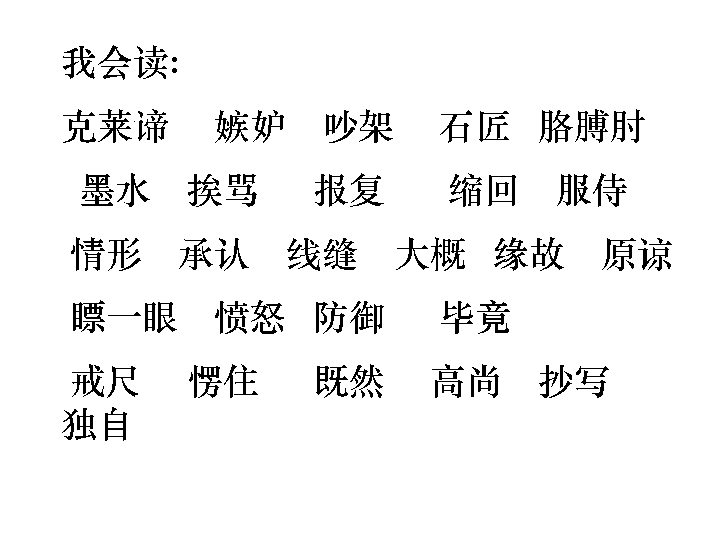 我会读:
克莱谛 嫉妒 吵架 石匠 胳膊肘
墨水 挨骂 报复 缩回 服侍
情形 承认 线缝 大概 缘故 原谅
瞟一眼 愤怒 防御 毕竟
戒尺 愣住 既然 高尚 抄写
独自